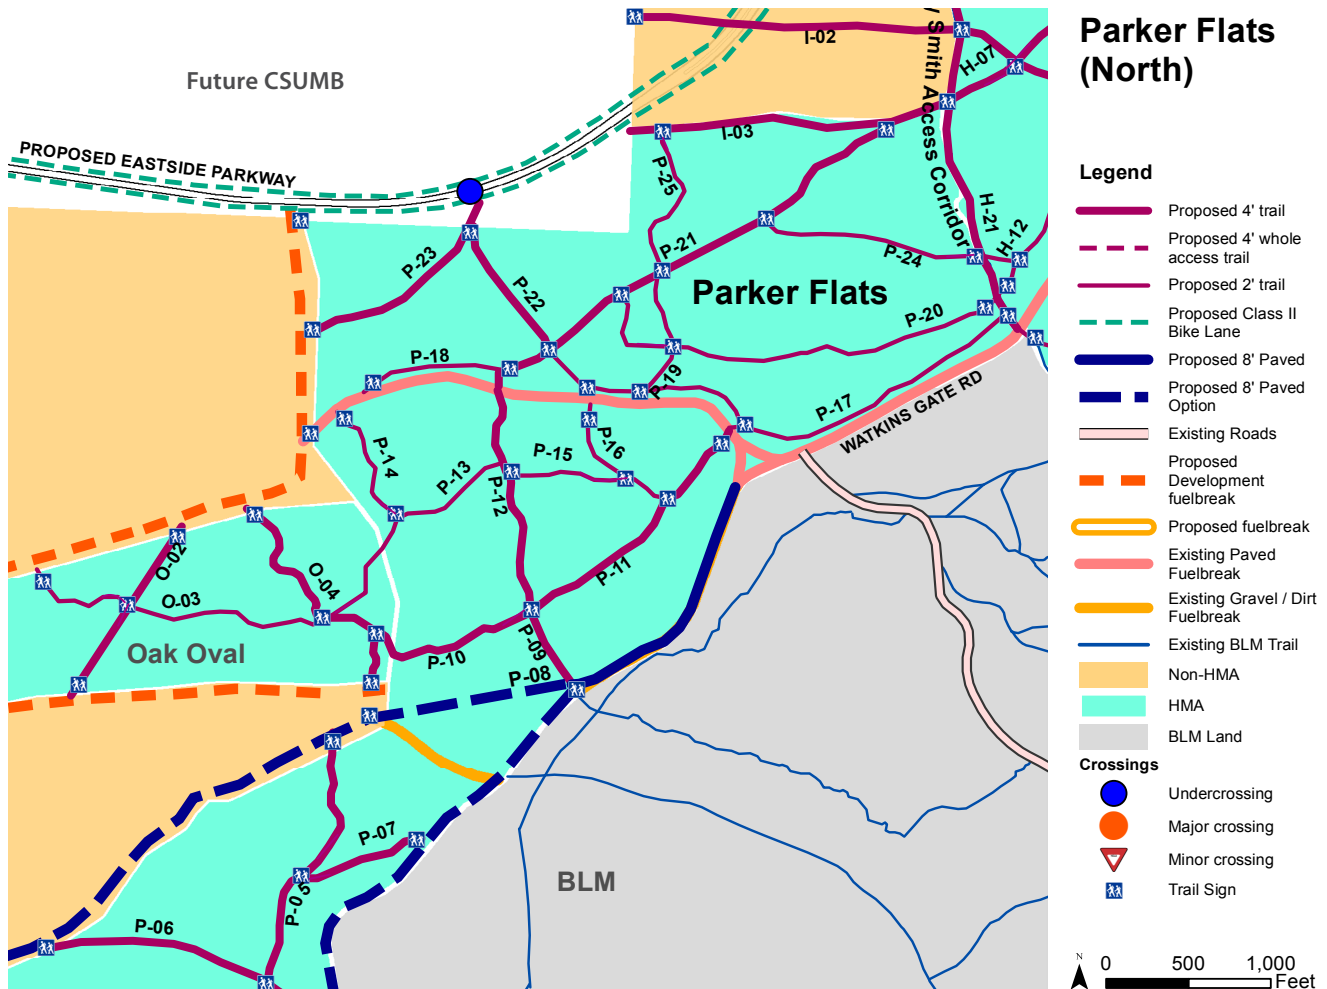 Parker Flats
(North)
Future CSUMB
PROPOSED EASTSIDE PARKWAY
I-02
Smith Access Corridor
H-07
I-03
P-25
H-21
H-12
P-21
P-24
P-23
P-22
Parker Flats
P-20
P-18
P-19
P-17
WATKINS GATE RD
P-14
P-13
P-15
P-16
P-12
O-02
O-04
O-03
P-11
Oak Oval
P-10
P-09
P-08
P-07
P-05
P-06
BLM
Legend
Proposed 4' trail
Proposed 4' whole
access trail
Proposed 2' trail
Proposed Class II
Bike Lane
Proposed 8' Paved
Proposed 8' Paved
Option
Existing Roads
Proposed
Development
fuelbreak
Proposed fuelbreak
Existing Paved
Fuelbreak
Existing Gravel / Dirt
Fuelbreak
Existing BLM Trail
Non-HMA
HMA
BLM Land
Crossings
Undercrossing
Major crossing
Minor crossing
Trail Sign
N
0 500 1,000
Feet